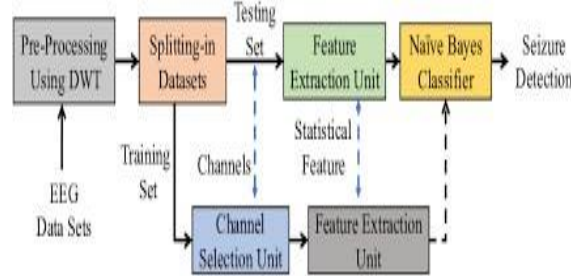 Testing
Set
Pre-Processing
Using DWT
Splitting-in
Datasets
Feature
Extraction Unit
Naïve Bayes
Classifier
Seizure
Detection
Training
Set
Channels
Statistical
Feature
EEG
Data Sets
Channel
Selection Unit
Feature Extraction
Unit